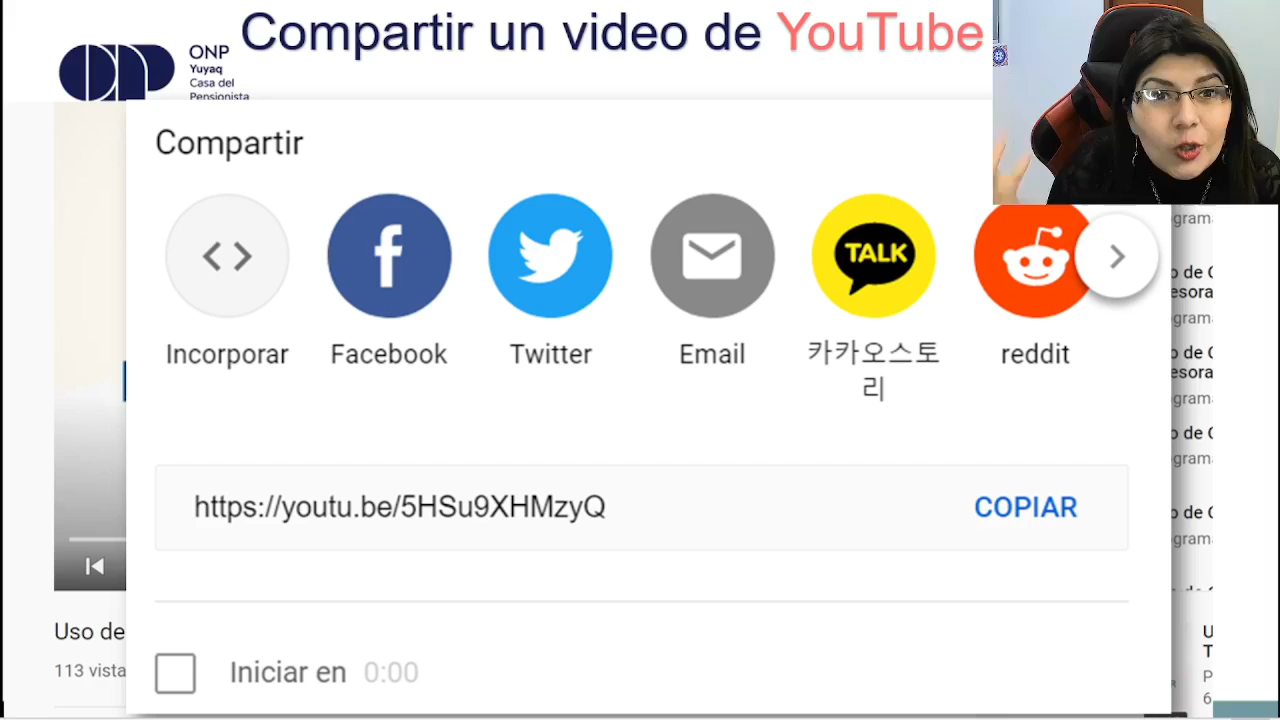 Compartir un video de YouTube
ONP
Yuyaq
Casa del
Pensionista
Compartir
Incorporar
Facebook
Twitter
Email
TALK
카카오스토
리
reddit
https://youtu.be/5HSu9XHMzyQ
COPIAR
Uso de
113 vista
Iniciar en 0:00